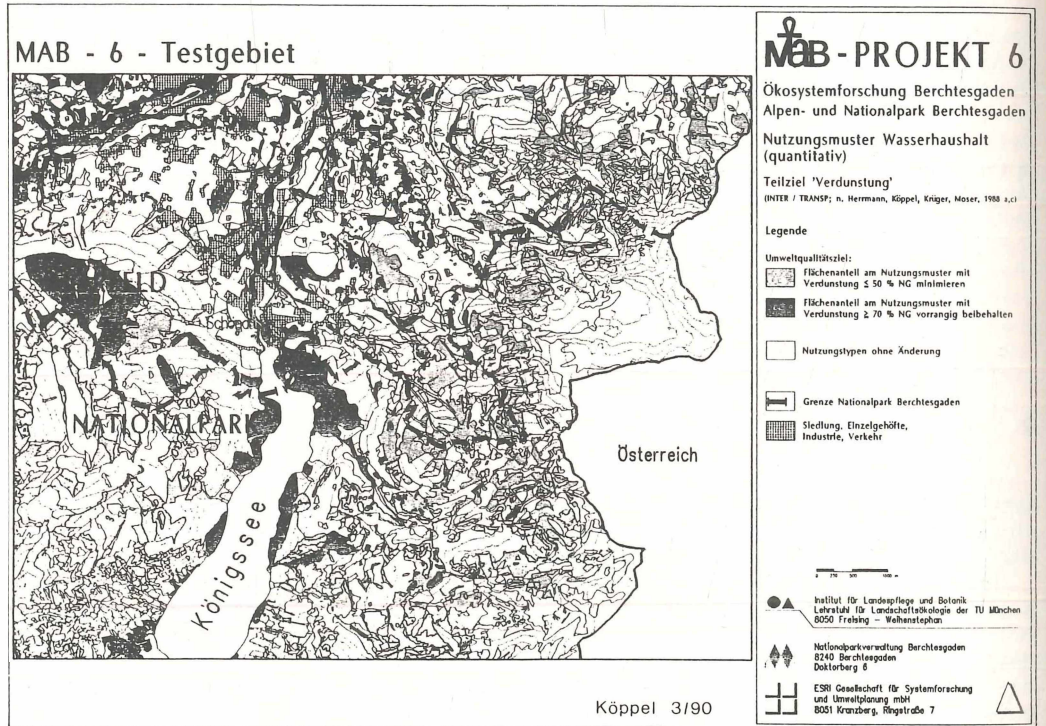 MAB - 6 - Testgebiet
NATIONALPARK
Königssee
Österreich
Köppel 3/90
MaB - PROJEKT 6
Ökosystemforschung Berchtesgaden
Alpen- und Nationalpark Berchtesgaden
Nutzungsmuster Wasserhaushalt
(quantitativ)
Teilziel 'Verdunstung'
(INTER / TRANSP; n. Herrmann, Köppel, Krüger, Moser, 1988 a,c)
Legende
Umweltqualitätsziel:
Flächenanteil am Nutzungsmuster mit
Verdunstung ≤ 50 % NG minimieren
Flächenanteil am Nutzungsmuster mit
Verdunstung ≥ 70 % NG vorrangig beibehalten
Nutzungstypen ohne Änderung
Grenze Nationalpark Berchtesgaden
Siedlung, Einzelgehöfte,
Industrie, Verkehr
Institut für Landespflege und Botanik
Lehrstuhl für Landschaftsökologie der TU München
8050 Freising - Weihenstephan
Nationalparkverwaltung Berchtesgaden
8240 Berchtesgaden
Doktorberg 6
ESRI Gesellschaft für Systemforschung
und Umweltplanung mbH
8051 Kranzberg, Ringstraße 7